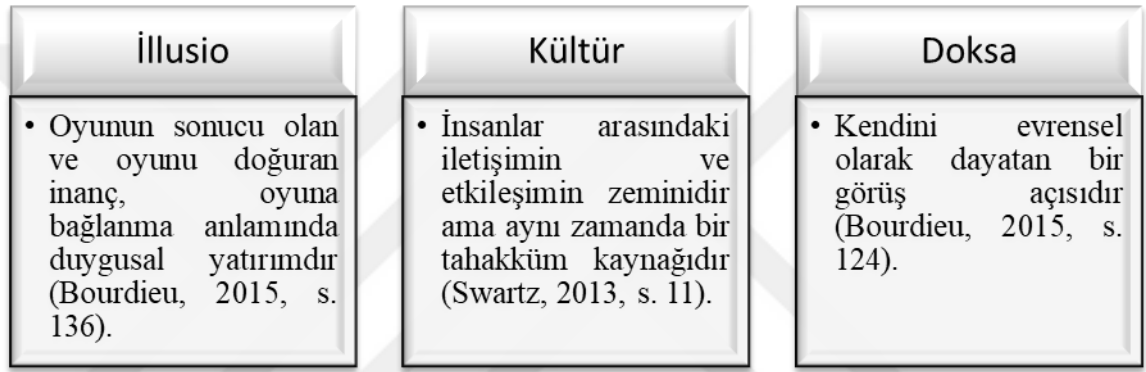 İllusio
• Oyunun sonucu olan
ve oyunu doğuran
inanç, oyuna
bağlanma anlamında
duygusal yatırımdır
(Bourdieu, 2015, s.
136).
Kültür
• İnsanlar arasındaki
iletişimin ve
etkileşimin zeminidir
ama aynı zamanda bir
tahakküm kaynağıdır
(Swartz, 2013, s. 11).
Doksa
• Kendini evrensel
olarak dayatan bir
görüş açısıdır
(Bourdieu, 2015, s.
124).